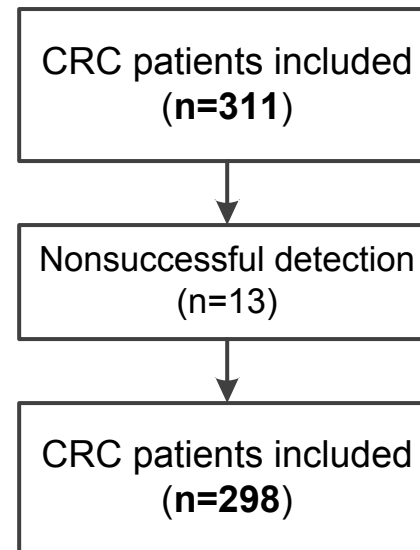 CRC patients included
(n=311)
Nonsuccessful detection
(n=13)
CRC patients included
(n=298)